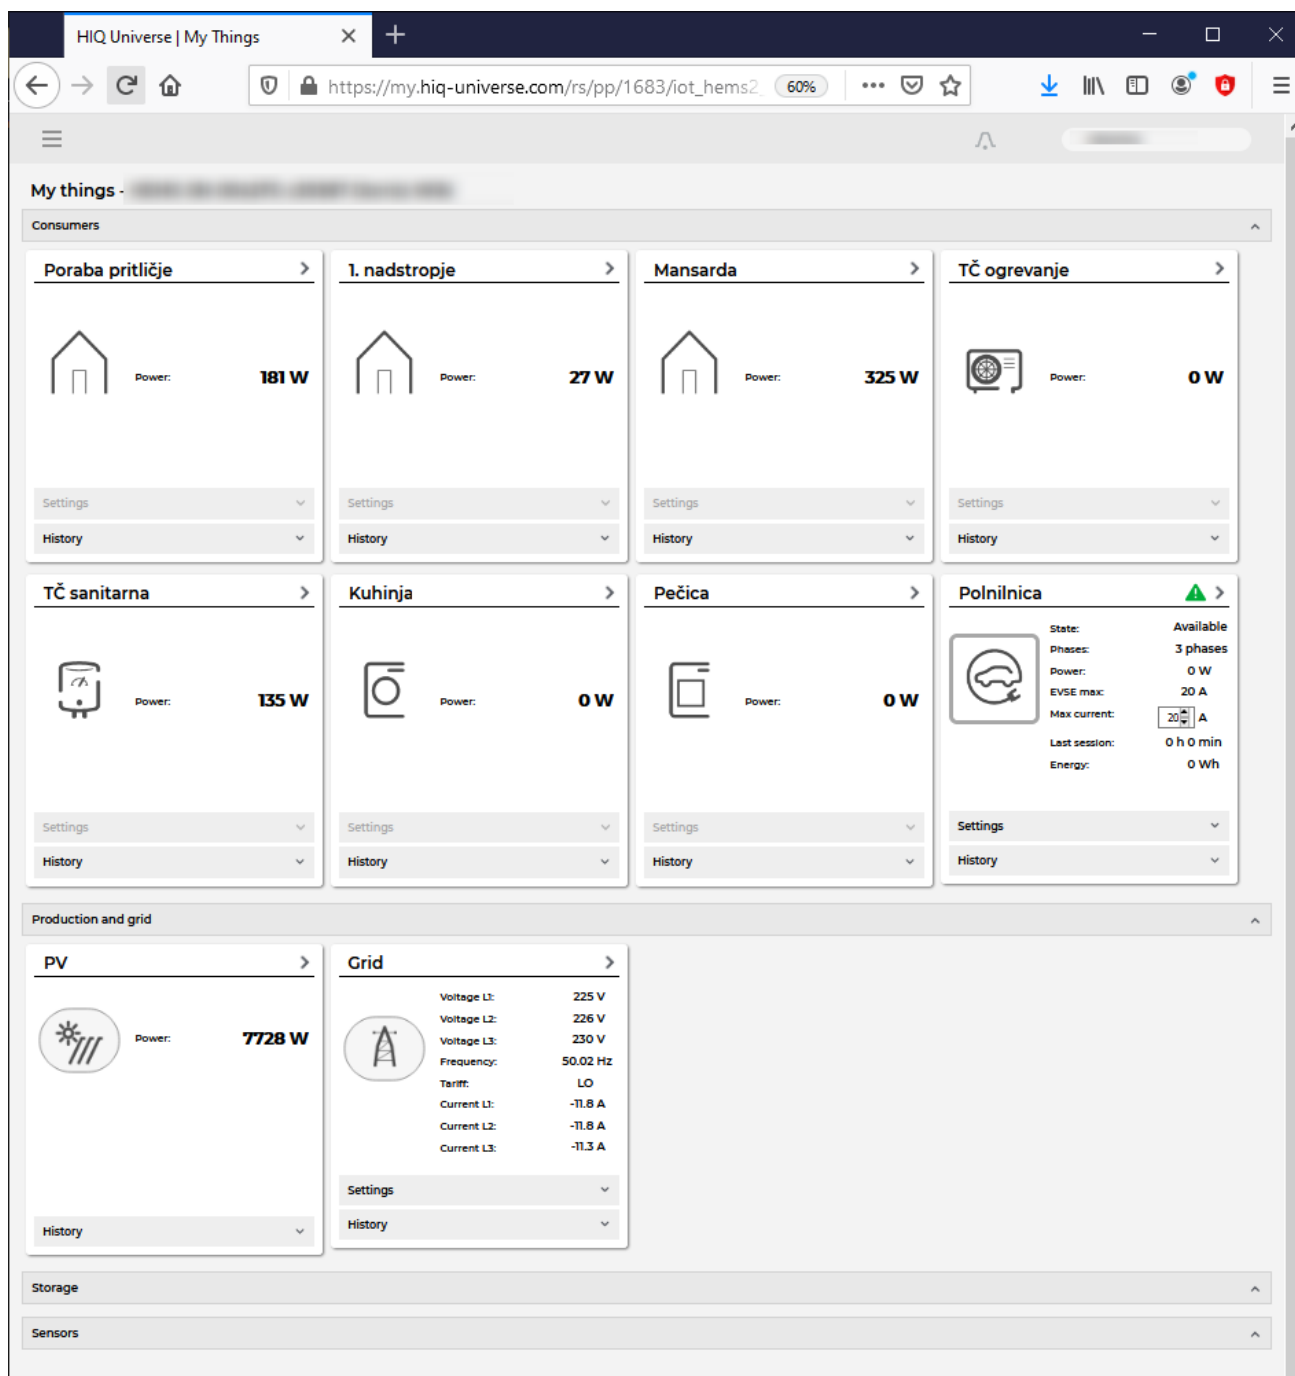 HIQ Universe | My Things
https://my.hiq-universe.com/rs/pp/1683/iot_hems2_ 60%
My things -
Consumers
Poraba pritličje
Power: 181 W
Settings
History
1. nadstropje
Power: 27 W
Settings
History
Mansarda
Power: 325 W
Settings
History
TČ ogrevanje
Power: 0 W
Settings
History
TČ sanitarna
Power: 135 W
Settings
History
Kuhinja
Power: 0 W
Settings
History
Pečica
Power: 0 W
Settings
History
Polnilnica
State: Available
Phases: 3 phases
Power: 0 W
EVSE max: 20 A
Max current: 20 A
Last session: 0 h 0 min
Energy: 0 Wh
Settings
History
Production and grid
PV
Power: 7728 W
History
Grid
Voltage L1: 225 V
Voltage L2: 226 V
Voltage L3: 230 V
Frequency: 50.02 Hz
Tariff: LO
Current L1: -11.8 A
Current L2: -11.8 A
Current L3: -11.3 A
Settings
History
Storage
Sensors